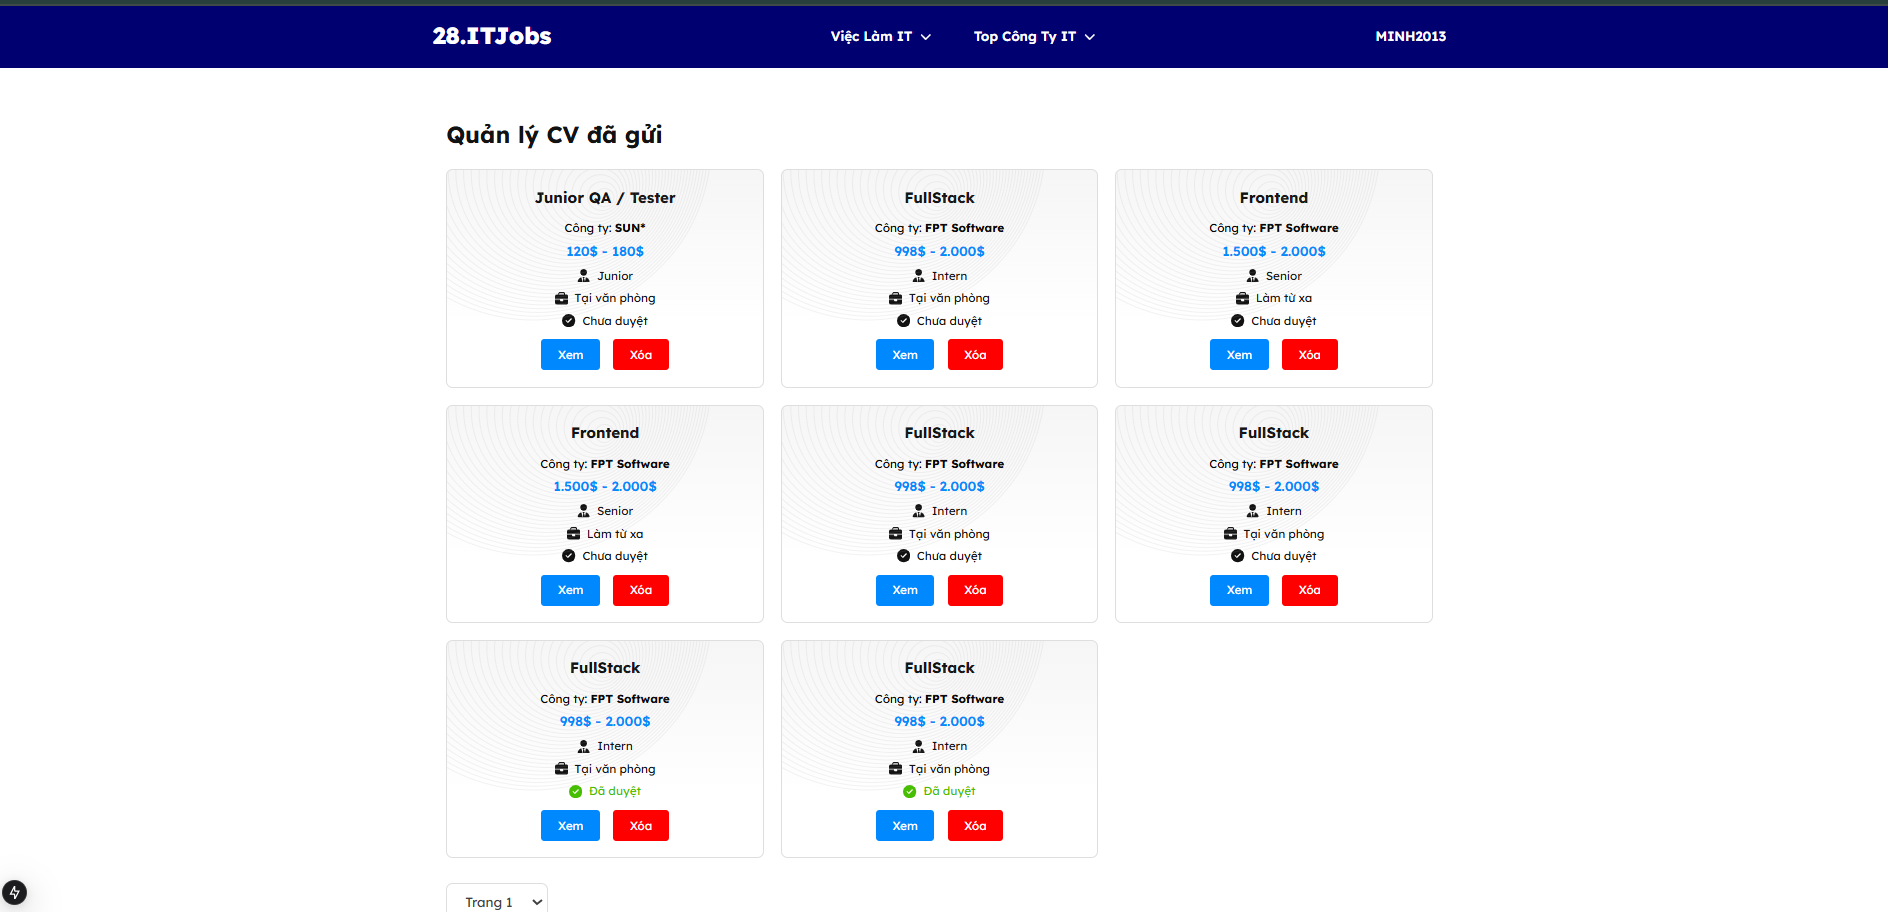 28.ITJobs
Việc Làm IT
Top Công Ty IT
MINH2013
Quản lý CV đã gửi
Junior QA / Tester
Công ty: SUN*
120$ - 180$
Junior
Tại văn phòng
Chưa duyệt
Xem
Xóa
FullStack
Công ty: FPT Software
998$ - 2.000$
Intern
Tại văn phòng
Chưa duyệt
Xem
Xóa
Frontend
Công ty: FPT Software
1.500$ - 2.000$
Senior
Làm từ xa
Chưa duyệt
Xem
Xóa
Frontend
Công ty: FPT Software
1.500$ - 2.000$
Senior
Làm từ xa
Chưa duyệt
Xem
Xóa
FullStack
Công ty: FPT Software
998$ - 2.000$
Intern
Tại văn phòng
Chưa duyệt
Xem
Xóa
FullStack
Công ty: FPT Software
998$ - 2.000$
Intern
Tại văn phòng
Chưa duyệt
Xem
Xóa
FullStack
Công ty: FPT Software
998$ - 2.000$
Intern
Tại văn phòng
Đã duyệt
Xem
Xóa
FullStack
Công ty: FPT Software
998$ - 2.000$
Intern
Tại văn phòng
Đã duyệt
Xem
Xóa
Trang 1